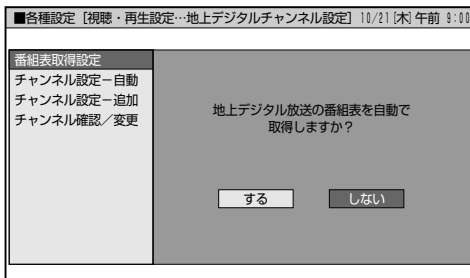 ■各種設定［視聴・再生設定…地上デジタルチャンネル設定］10/21［木］午前 9:00
番組表取得設定
チャンネル設定－自動
チャンネル設定－追加
チャンネル確認／変更
地上デジタル放送の番組表を自動で
取得しますか？
する
しない